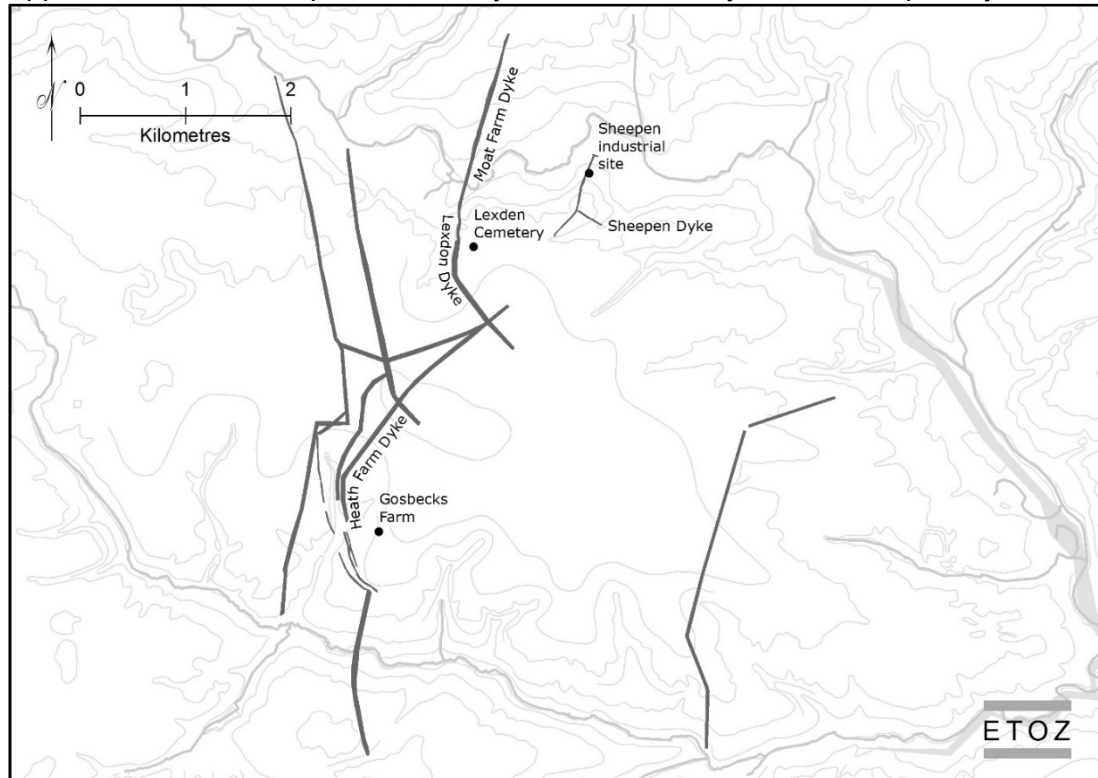 0 1 2
Kilometres
Moat Farm Dyke
Sheepen
industrial
site
Lexden
Cemetery
Sheepen Dyke
Lexdon Dyke
Heath Farm Dyke
Gosbecks
Farm
ETOZ